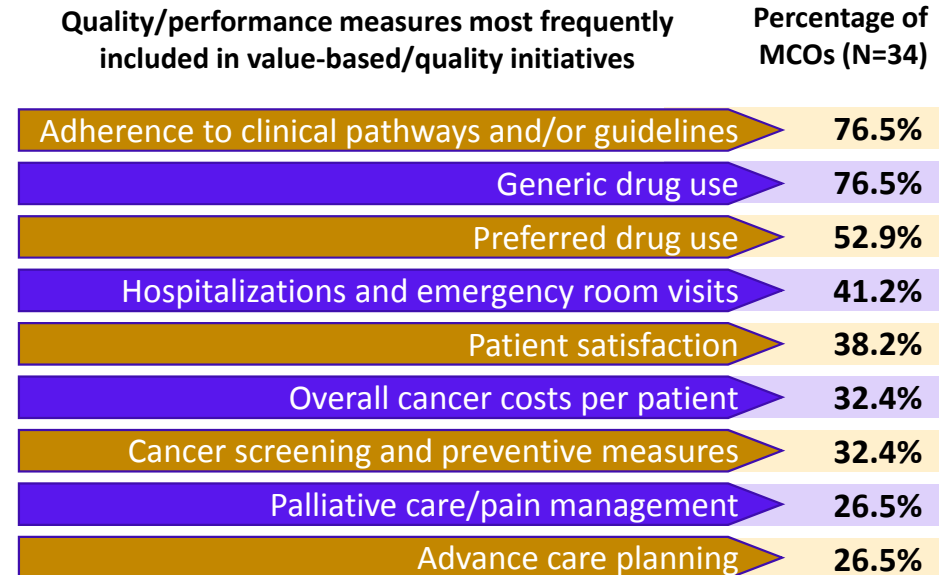 Quality/performance measures most frequently
included in value-based/quality initiatives
Percentage of
MCOs (N=34)
Adherence to clinical pathways and/or guidelines 76.5%
Generic drug use 76.5%
Preferred drug use 52.9%
Hospitalizations and emergency room visits 41.2%
Patient satisfaction 38.2%
Overall cancer costs per patient 32.4%
Cancer screening and preventive measures 32.4%
Palliative care/pain management 26.5%
Advance care planning 26.5%